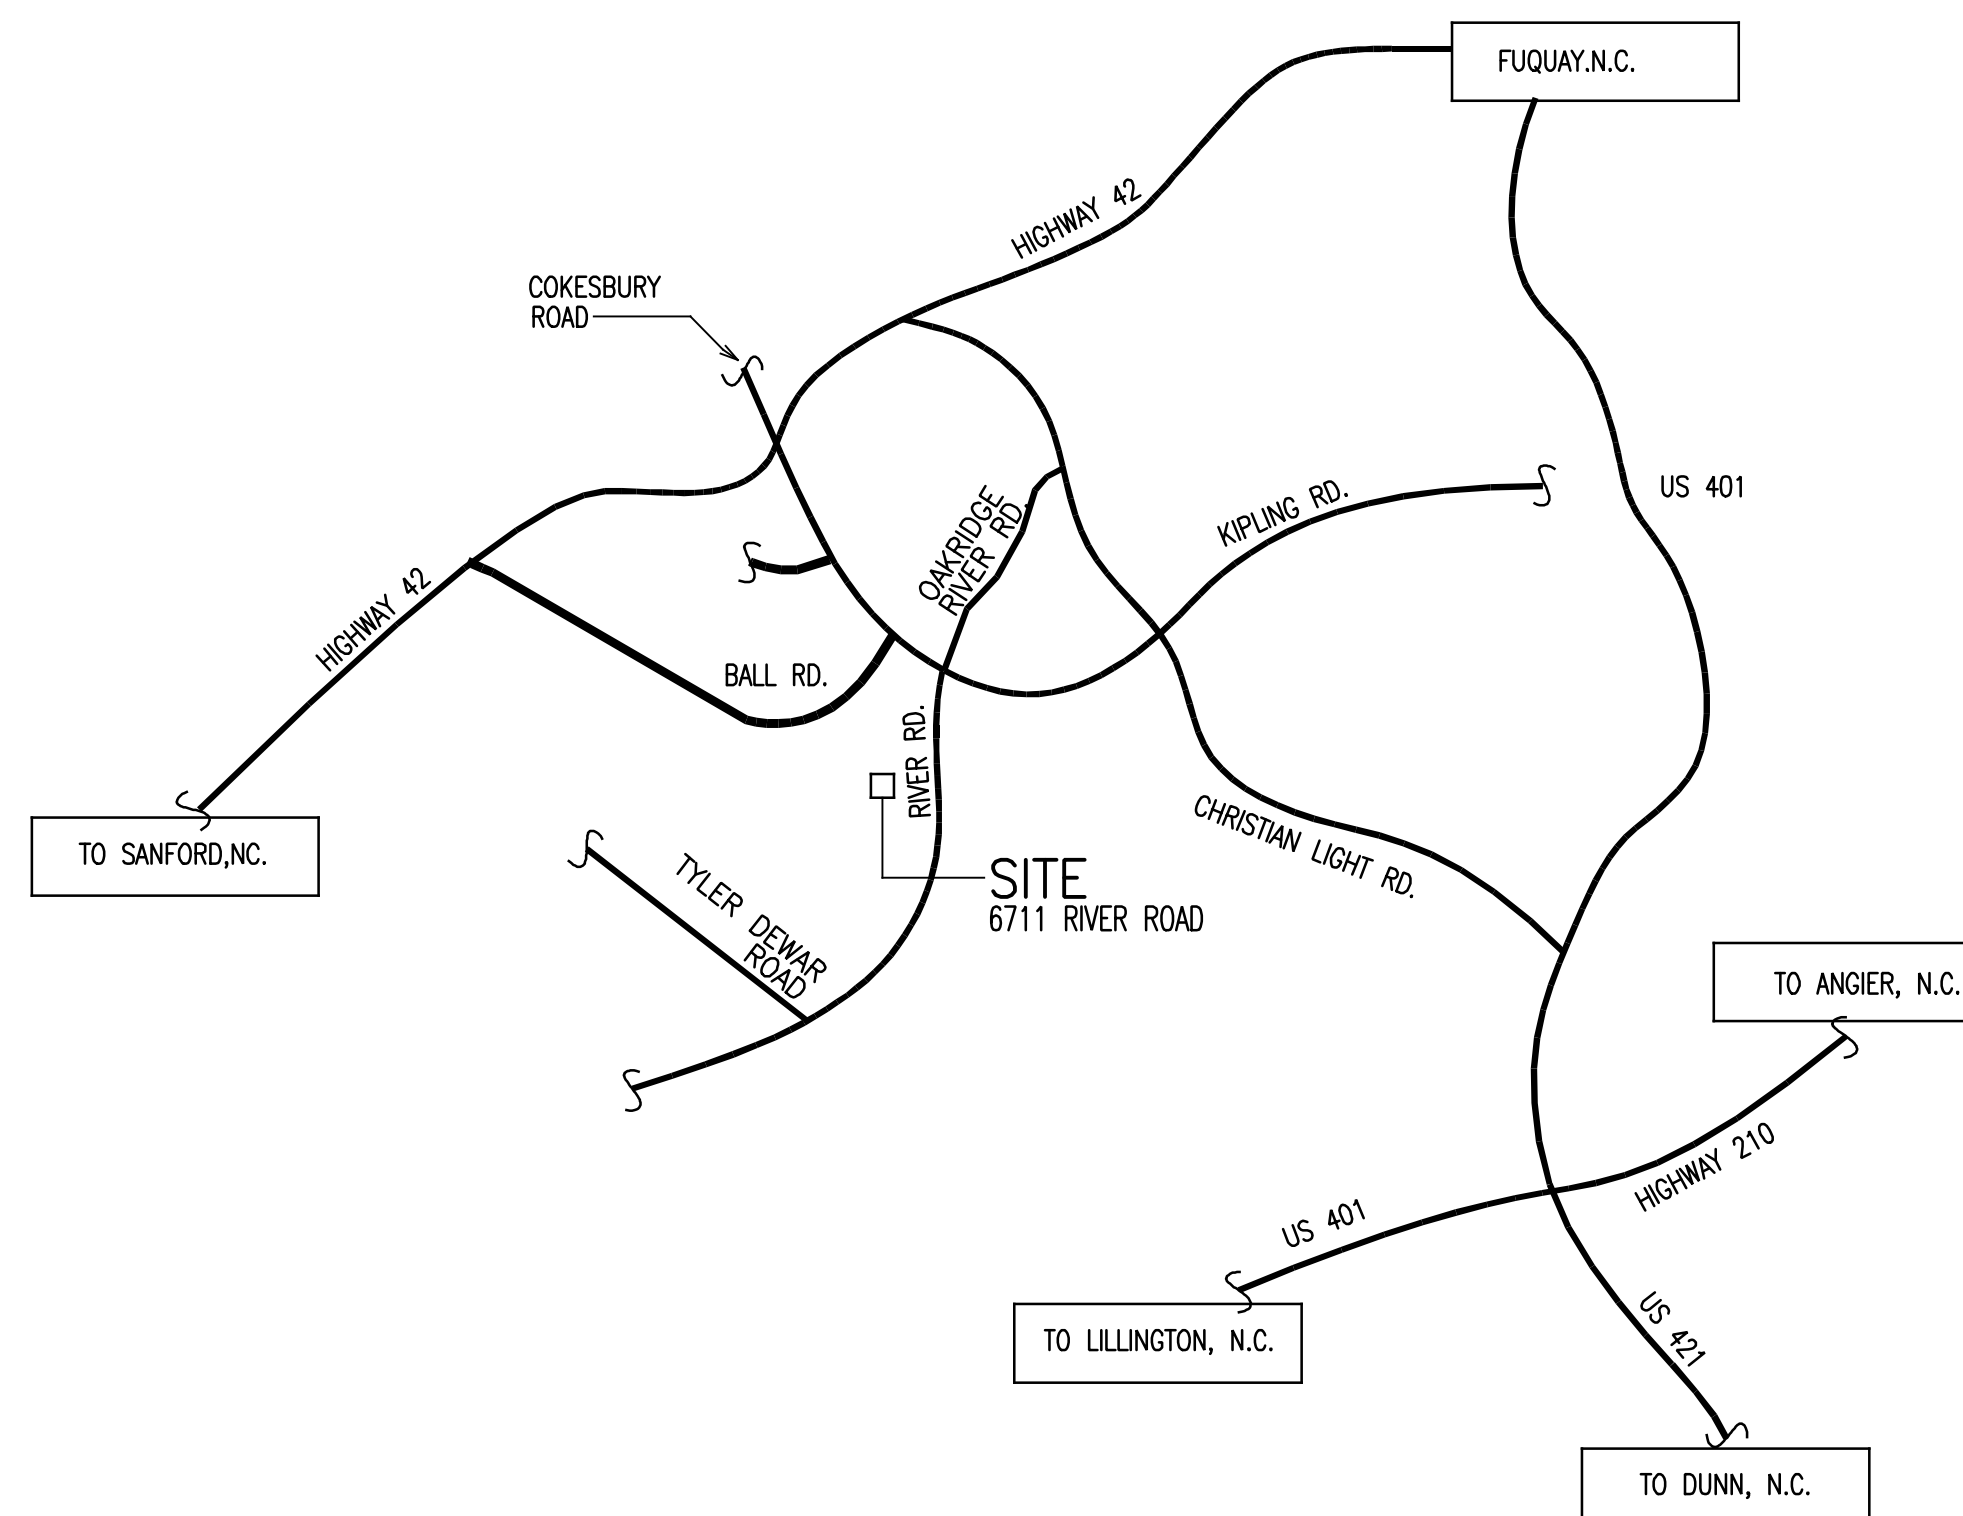 FUQUAY.N.C.
HIGHWAY 42
COKESBURY
ROAD
US 401
KIPLING RD.
OAKRIDGE
RIVER RD.
HIGHWAY 42
BALL RD.
RIVER RD.
TO SANFORD,NC.
CHRISTIAN LIGHT RD.
TYLER DEWAR
ROAD
SITE
6711 RIVER ROAD
TO ANGIER, N.C.
HIGHWAY 210
US 401
TO LILLINGTON, N.C.
US 421
TO DUNN, N.C.